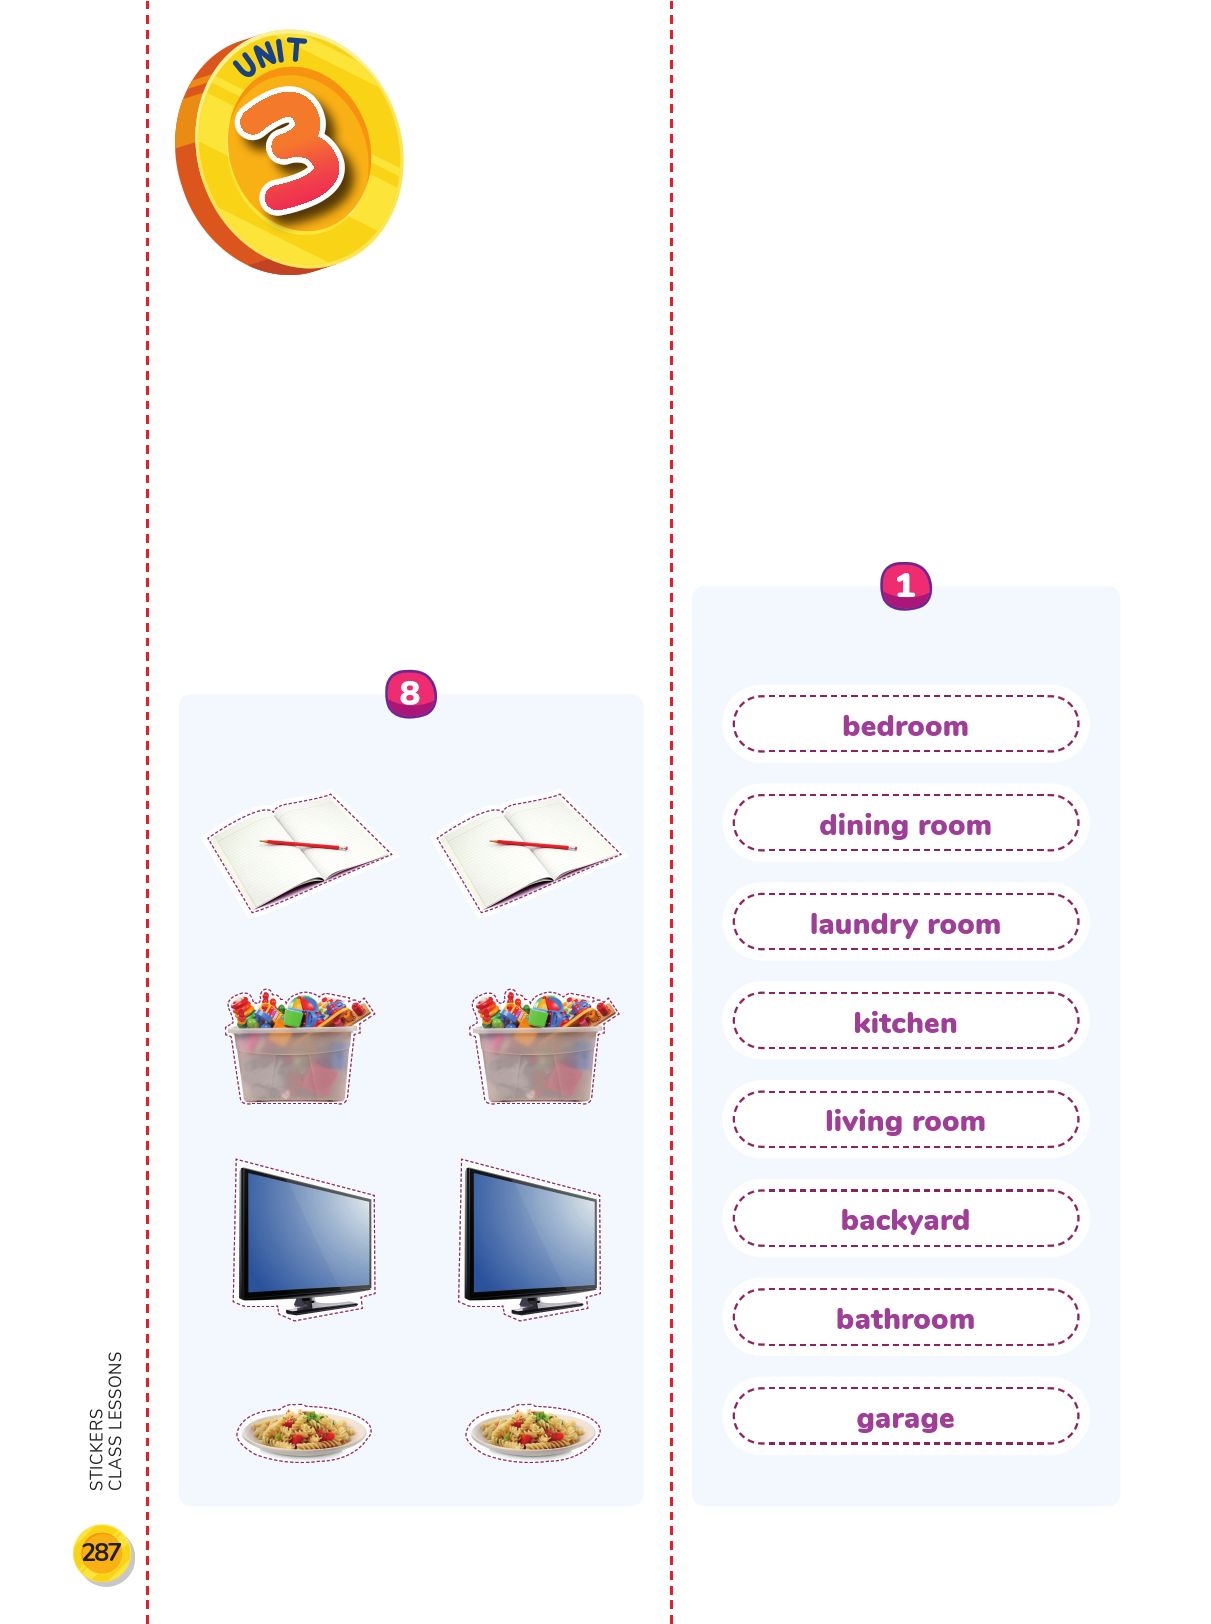 UNIT
3
8
1
bedroom
dining room
laundry room
kitchen
living room
backyard
bathroom
garage
STICKERS
CLASS LESSONS
287